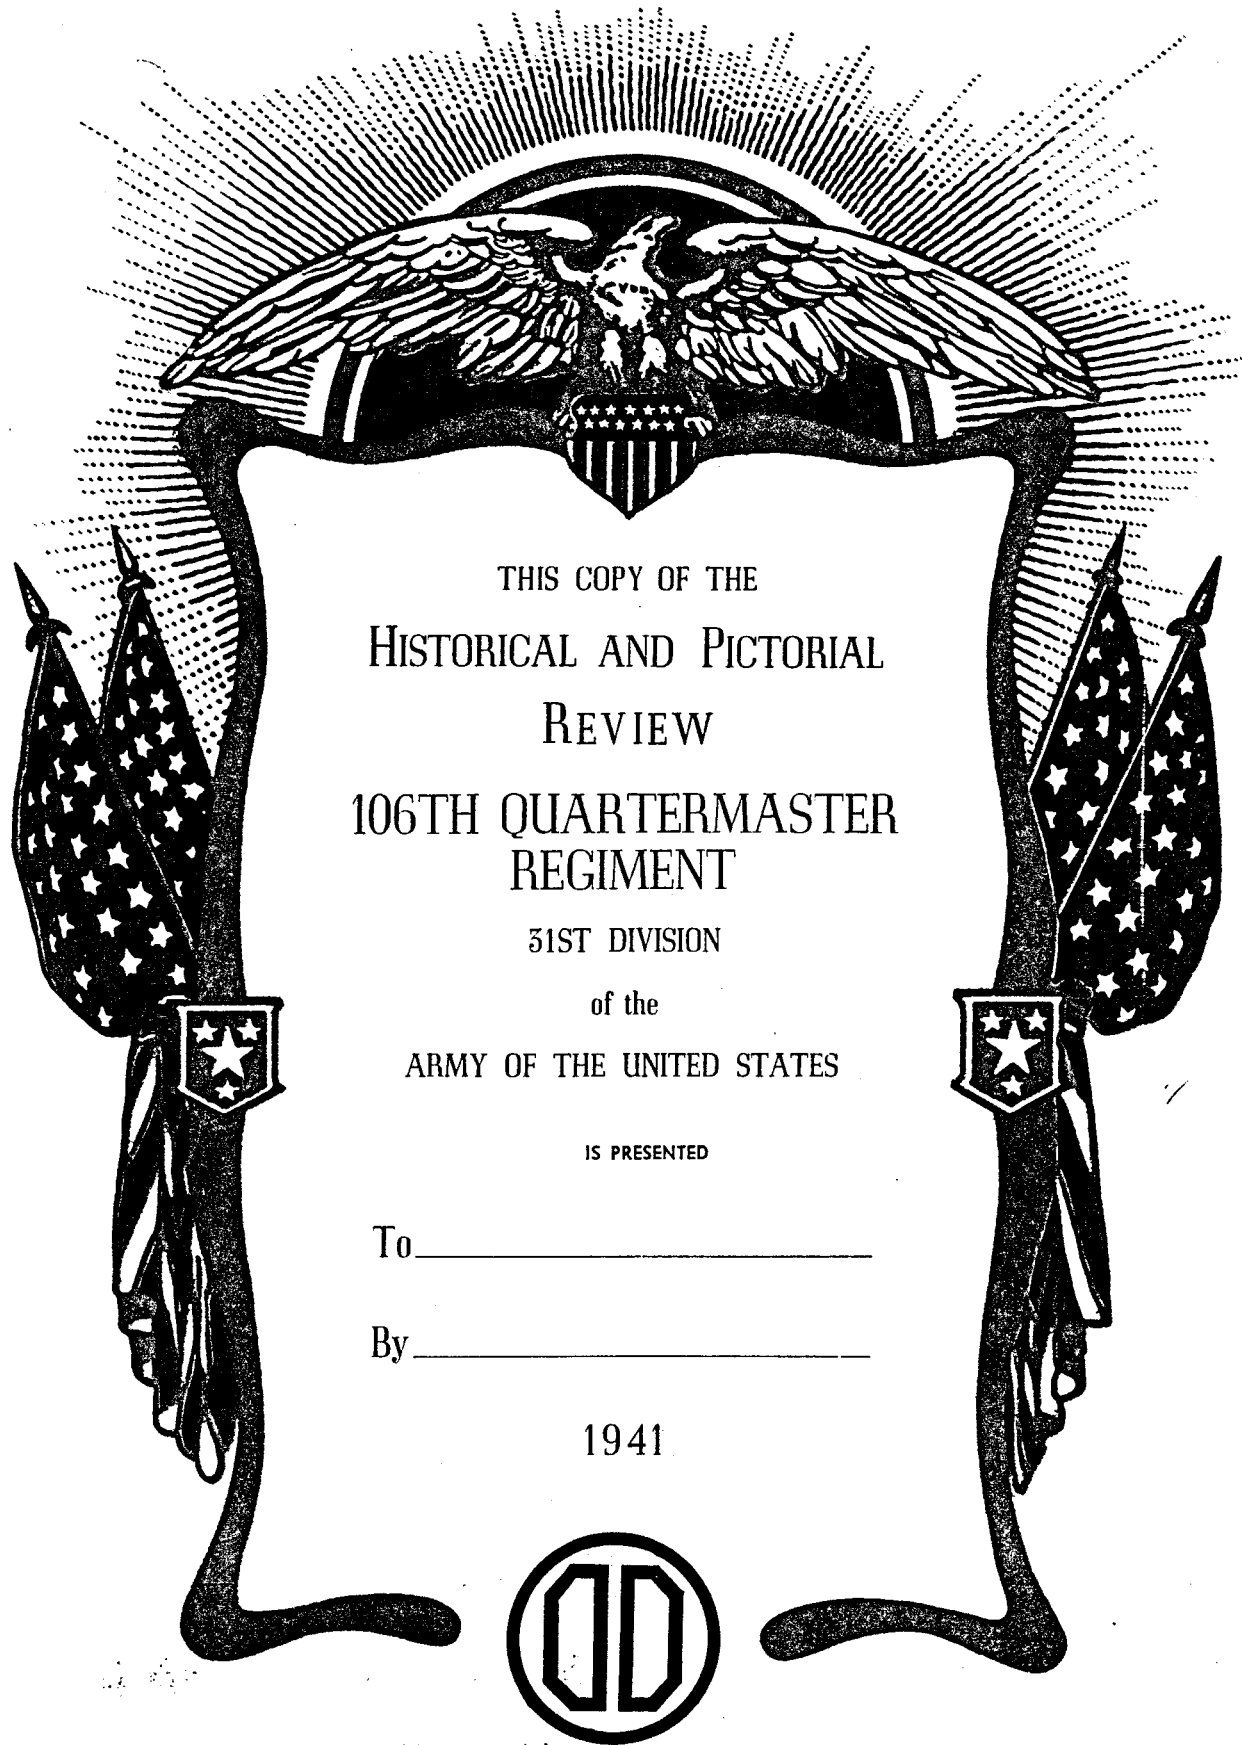 THIS COPY OF THE
HISTORICAL AND PICTORIAL
REVIEW
106TH QUARTERMASTER
REGIMENT
31ST DIVISION
of the
ARMY OF THE UNITED STATES
IS PRESENTED
To
By
1941